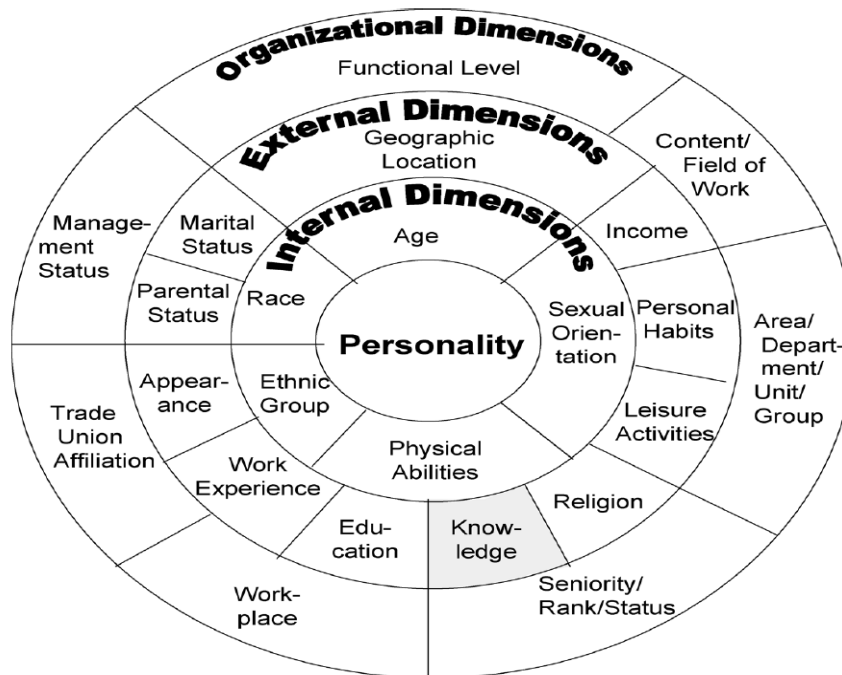 Organizational Dimensions
Functional Level
External Dimensions
Geographic
Location
Internal Dimensions
Age
Personality
Content/
Field of
Work
Income
Manage-
ment
Status
Marital
Status
Parental
Status
Race
Sexual
Orien-
tation
Personal
Habits
Area/
Depart-
ment/
Unit/
Group
Appear-
ance
Ethnic
Group
Leisure
Activities
Trade
Union
Affiliation
Work
Experience
Physical
Abilities
Religion
Edu-
cation
Know-
ledge
Work-
place
Seniority/
Rank/Status